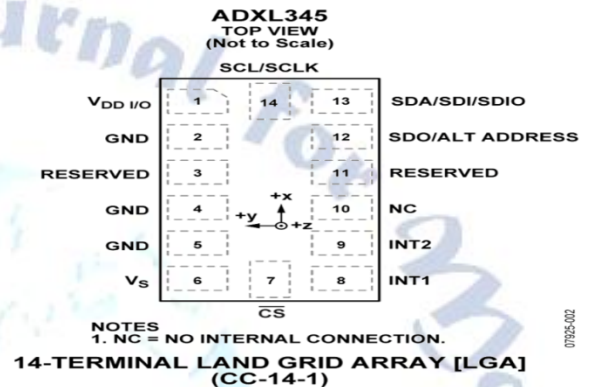 ADXL345
TOP VIEW
(Not to Scale)
SCL/SCLK
VDD I/O 1 14 13 SDA/SDI/SDIO
GND 2 12 SDO/ALT ADDRESS
RESERVED 3 11 RESERVED
+x
GND 4 +y +z 10 NC
GND 5 9 INT2
VS 6 7 8 INT1
CS
NOTES
1. NC = NO INTERNAL CONNECTION.
07925-002
14-TERMINAL LAND GRID ARRAY [LGA]
(CC-14-1)